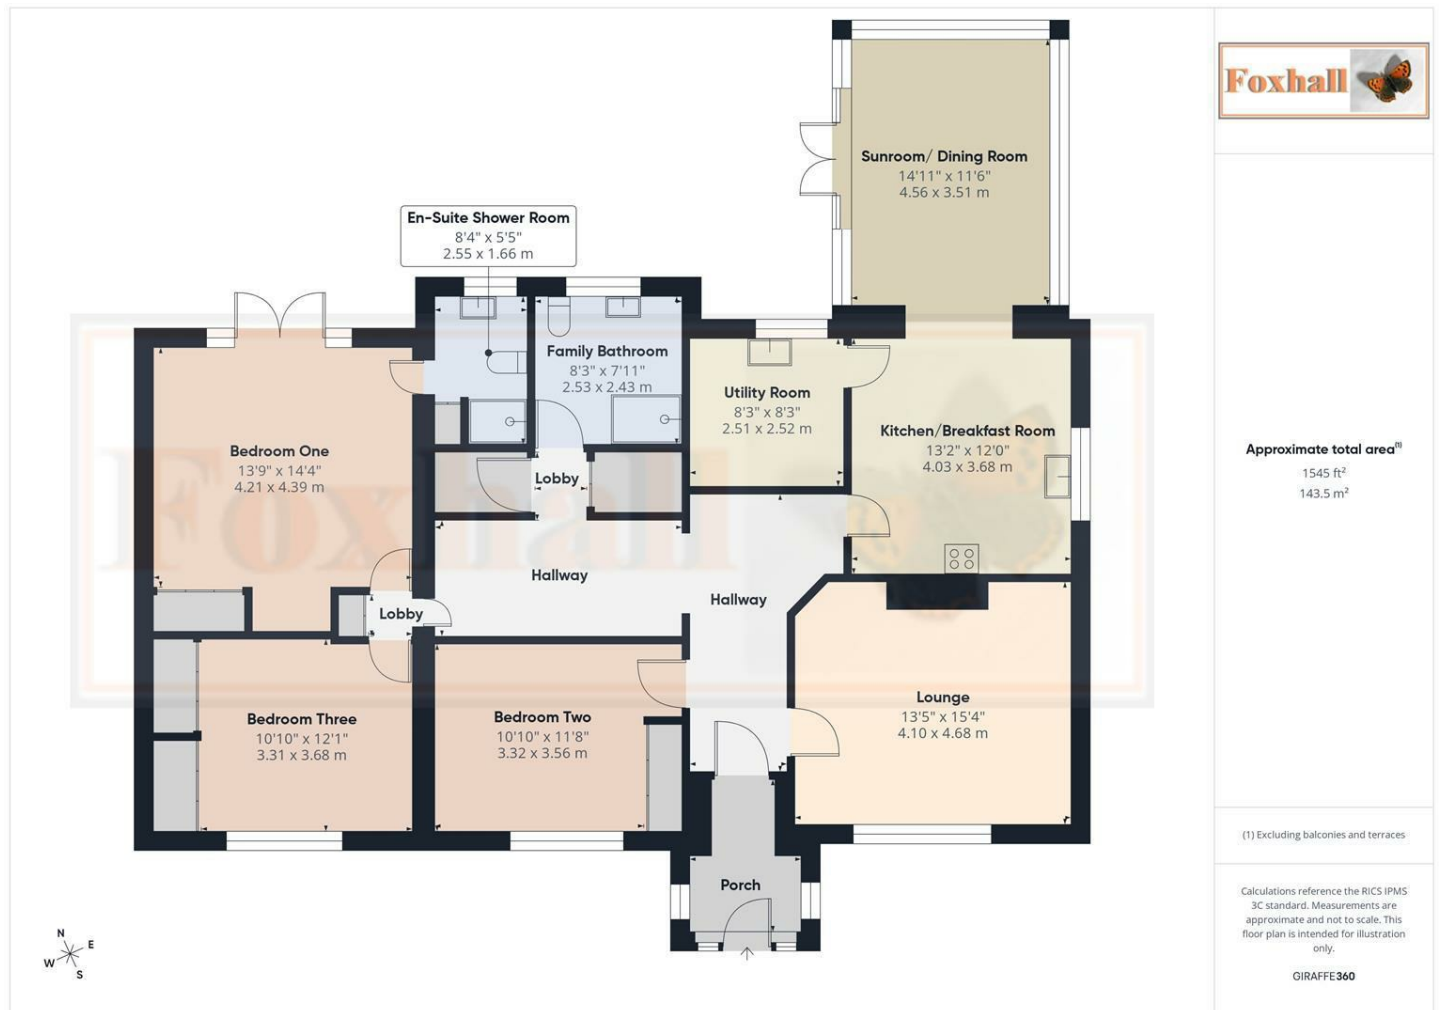 Foxhall
Sunroom/ Dining Room
14'11" x 11'6"
4.56 x 3.51 m
En-Suite Shower Room
8'4" x 5'5"
2.55 x 1.66 m
Family Bathroom
8'3" x 7'11"
2.53 x 2.43 m
Utility Room
8'3" x 8'3"
2.51 x 2.52 m
Kitchen/Breakfast Room
13'2" x 12'0"
4.03 x 3.68 m
Bedroom One
13'9" x 14'4"
4.21 x 4.39 m
Lobby
Foxhall
Hallway
Hallway
Lobby
Lounge
13'5" x 15'4"
4.10 x 4.68 m
Bedroom Three
10'10" x 12'1"
3.31 x 3.68 m
Bedroom Two
10'10" x 11'8"
3.32 x 3.56 m
Porch
N
E
W
S
Approximate total area(1)
1545 ft²
143.5 m²
(1) Excluding balconies and terraces
Calculations reference the RICS IPMS
3C standard. Measurements are
approximate and not to scale. This
floor plan is intended for illustration
only.
GIRAFFE360